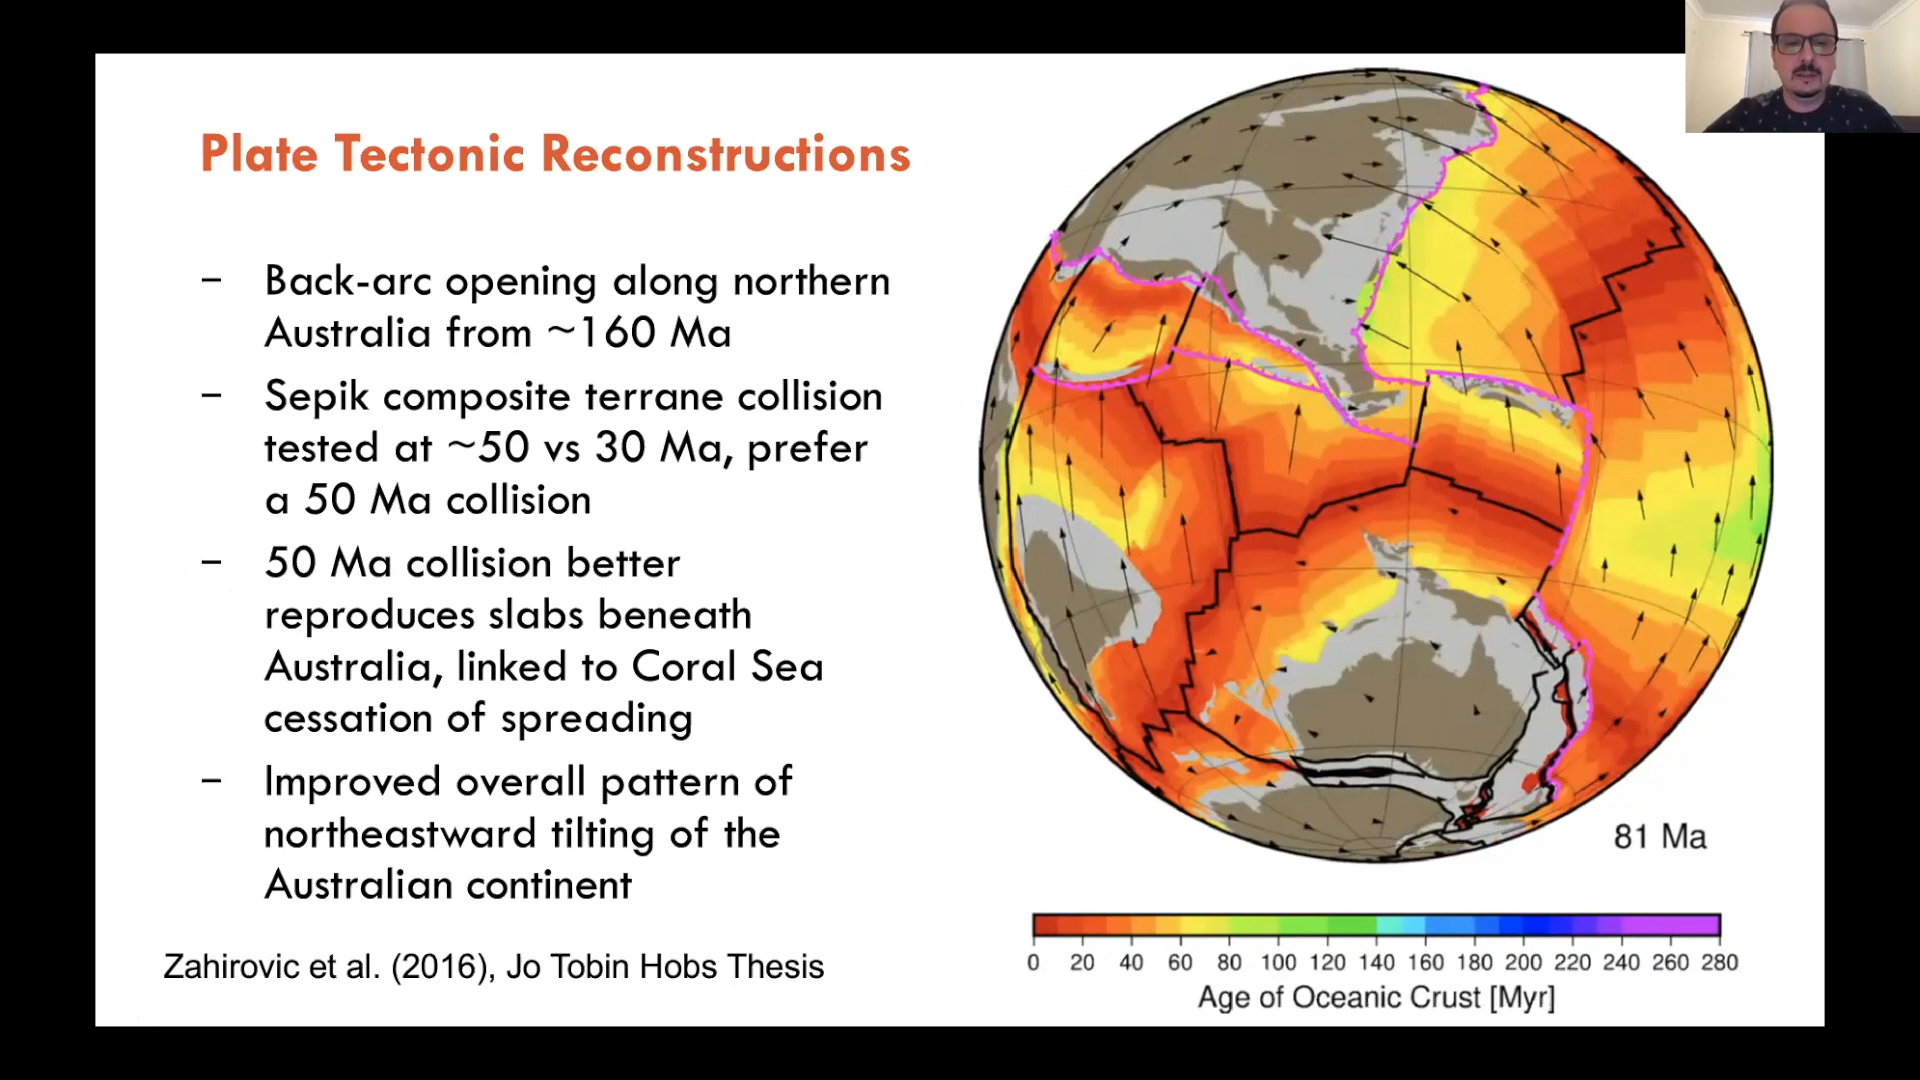 Plate Tectonic Reconstructions
– Back-arc opening along northern
Australia from ~160 Ma
– Sepik composite terrane collision
tested at ~50 vs 30 Ma, prefer
a 50 Ma collision
– 50 Ma collision better
reproduces slabs beneath
Australia, linked to Coral Sea
cessation of spreading
– Improved overall pattern of
northeastward tilting of the
Australian continent
Zahirovic et al. (2016), Jo Tobin Hobs Thesis
81 Ma
0 20 40 60 80 100 120 140 160 180 200 220 240 260 280
Age of Oceanic Crust [Myr]